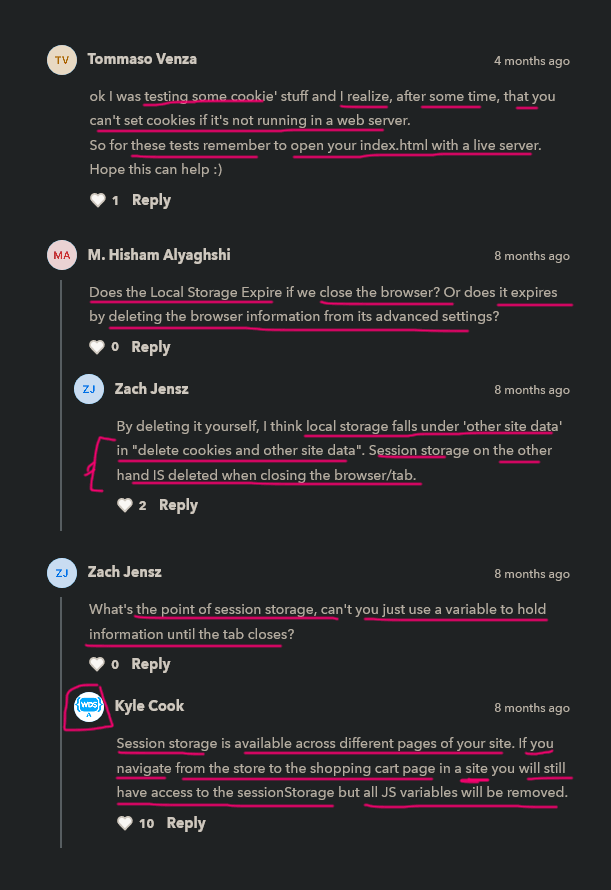 TV
Tommaso Venza
4 months ago
ok I was testing some cookie' stuff and I realize, after some time, that you
can't set cookies if it's not running in a web server.
So for these tests remember to open your index.html with a live server.
Hope this can help :)
1 Reply
MA
M. Hisham Alyaghshi
8 months ago
Does the Local Storage Expire if we close the browser? Or does it expires
by deleting the browser information from its advanced settings?
0 Reply
ZJ
Zach Jensz
8 months ago
By deleting it yourself, I think local storage falls under 'other site data'
in "delete cookies and other site data". Session storage on the other
hand IS deleted when closing the browser/tab.
2 Reply
ZJ
Zach Jensz
8 months ago
What's the point of session storage, can't you just use a variable to hold
information until the tab closes?
0 Reply
{WDS}
A
Kyle Cook
8 months ago
Session storage is available across different pages of your site. If you
navigate from the store to the shopping cart page in a site you will still
have access to the sessionStorage but all JS variables will be removed.
10 Reply